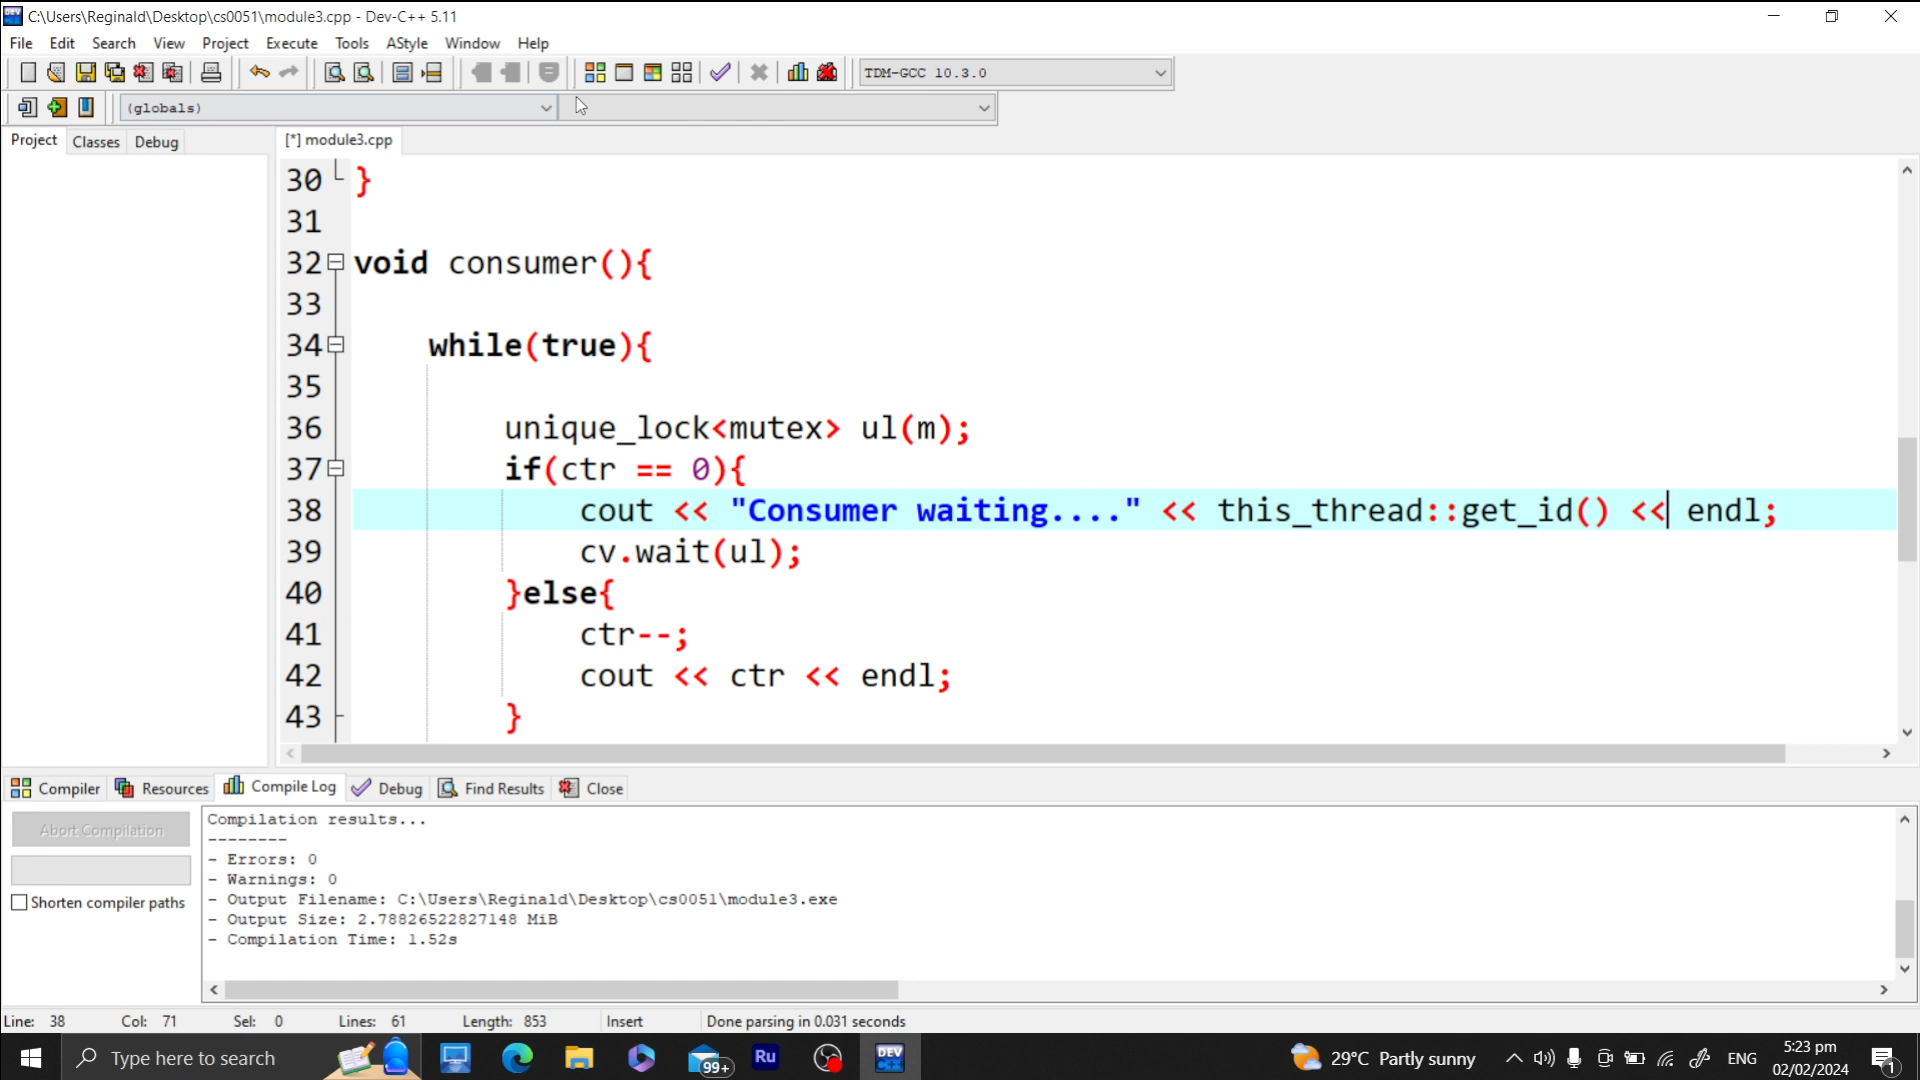 C:\Users\Reginald\Desktop\cs0051\module3.cpp - Dev-C++ 5.11
File Edit Search View Project Execute Tools AStyle Window Help
TDM-GCC 10.3.0
(globals)
Project Classes Debug
[*] module3.cpp
30 }
31
32 void consumer(){
33
34 while(true){
35
36 unique_lock<mutex> ul(m);
37 if(ctr == 0){
38 cout << "Consumer waiting...." << this_thread::get_id() << endl;
39 cv.wait(ul);
40 }else{
41 ctr--;
42 cout << ctr << endl;
43 }
Compiler Resources Compile Log Debug Find Results Close
Abort Compilation
Shorten compiler paths
Compilation results...
--------
- Errors: 0
- Warnings: 0
- Output Filename: C:\Users\Reginald\Desktop\cs0051\module3.exe
- Output Size: 2.78826522827148 MiB
- Compilation Time: 1.52s
Line: 38 Col: 71 Sel: 0 Lines: 61 Length: 853 Insert Done parsing in 0.031 seconds
Type here to search
99+
Ru
DEV
29°C Partly sunny
ENG
5:23 pm
02/02/2024
1